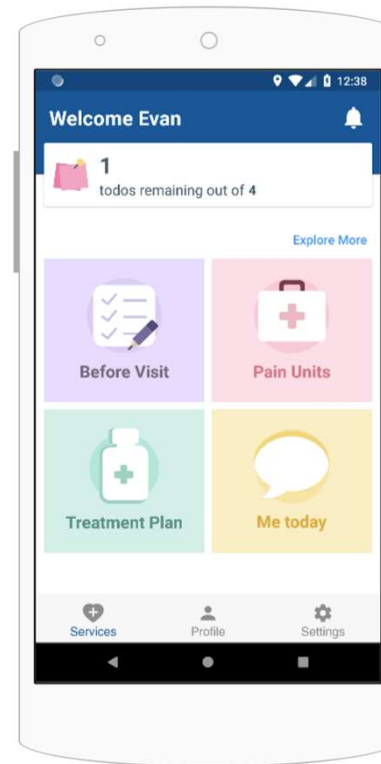 12:38
Welcome Evan
1
todos remaining out of 4
Explore More
Before Visit
Pain Units
Treatment Plan
Me today
Services
Profile
Settings